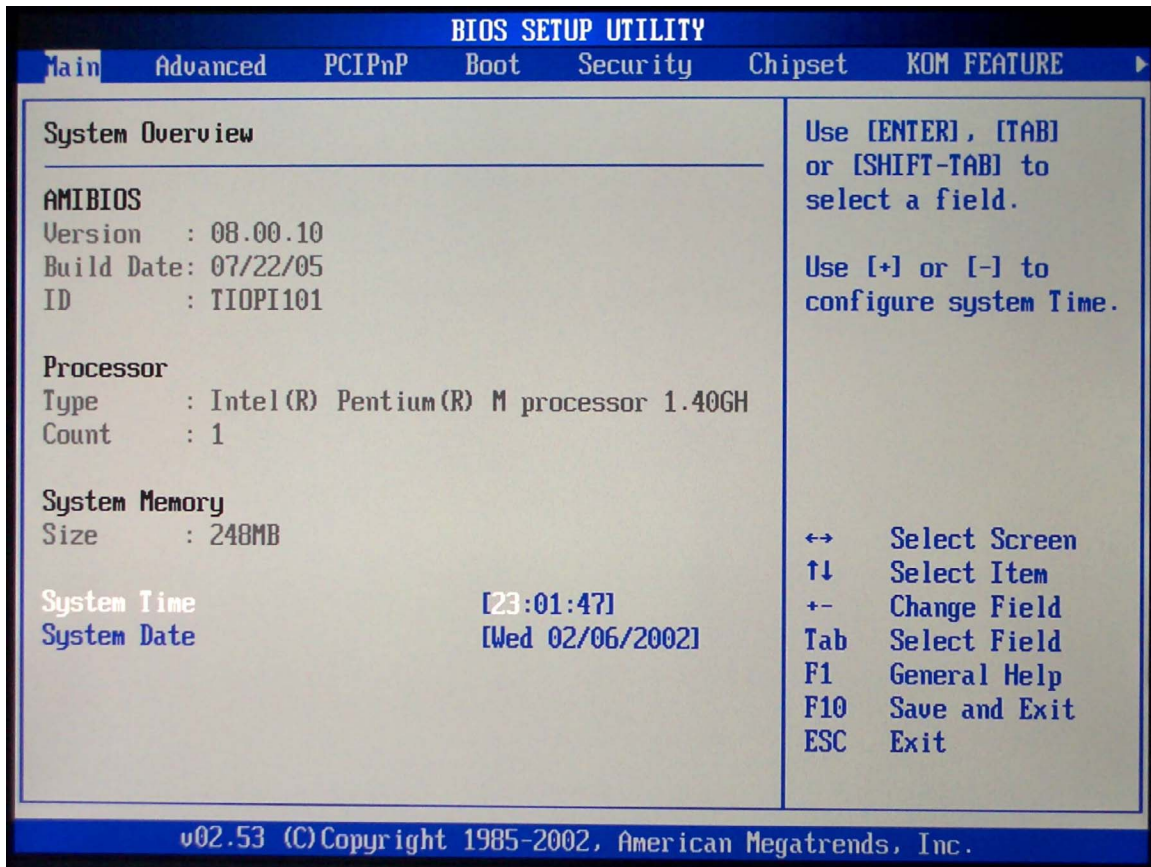 BIOS SETUP UTILITY
Main Advanced PCIPnP Boot Security Chipset KOM FEATURE
System Overview
AMIBIOS
Version : 08.00.10
Build Date: 07/22/05
ID : TIOPI101
Processor
Type : Intel(R) Pentium(R) M processor 1.40GH
Count : 1
System Memory
Size : 248MB
System Time [23:01:47]
System Date [Wed 02/06/2002]
Use [ENTER], [TAB]
or [SHIFT-TAB] to
select a field.
Use [+] or [-] to
configure system Time.
↔ Select Screen
↑↓ Select Item
+- Change Field
Tab Select Field
F1 General Help
F10 Save and Exit
ESC Exit
v02.53 (C)Copyright 1985-2002, American Megatrends, Inc.